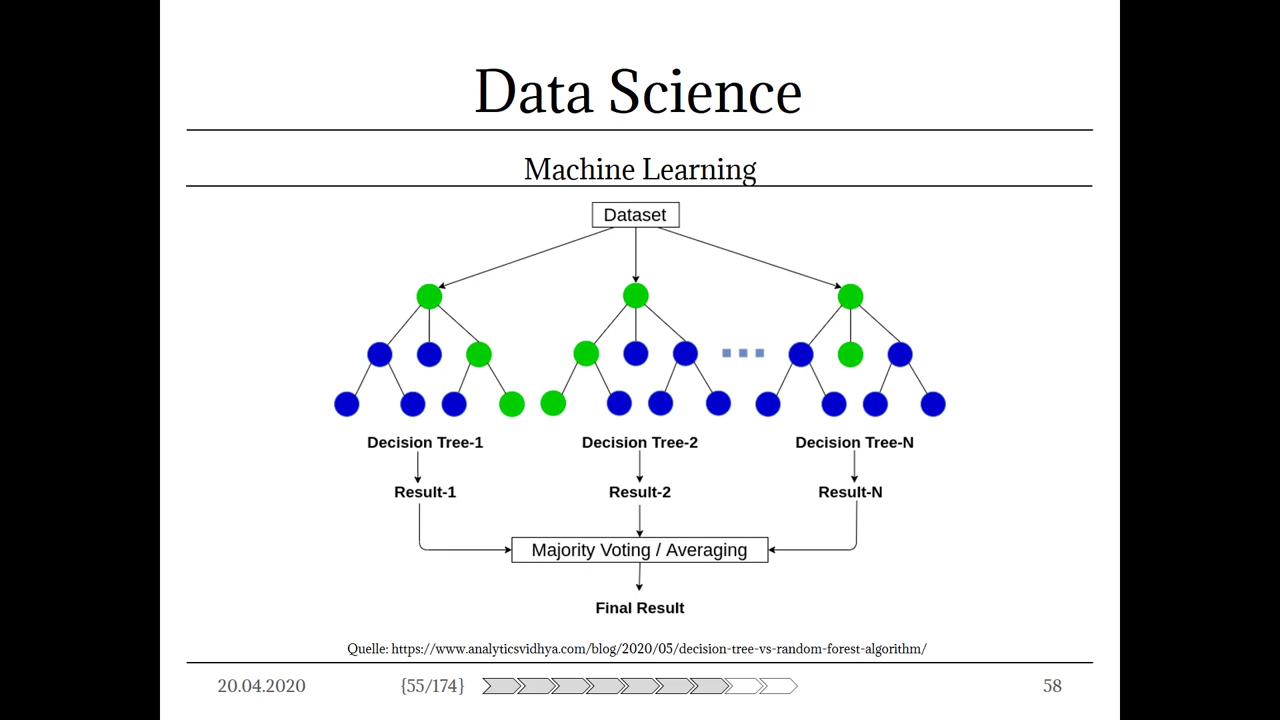 Data Science
Machine Learning
Dataset
Decision Tree-1 Decision Tree-2 Decision Tree-N
Result-1 Result-2 Result-N
Majority Voting / Averaging
Final Result
Quelle: https://www.analyticsvidhya.com/blog/2020/05/decision-tree-vs-random-forest-algorithm/
20.04.2020 {55/174} 58